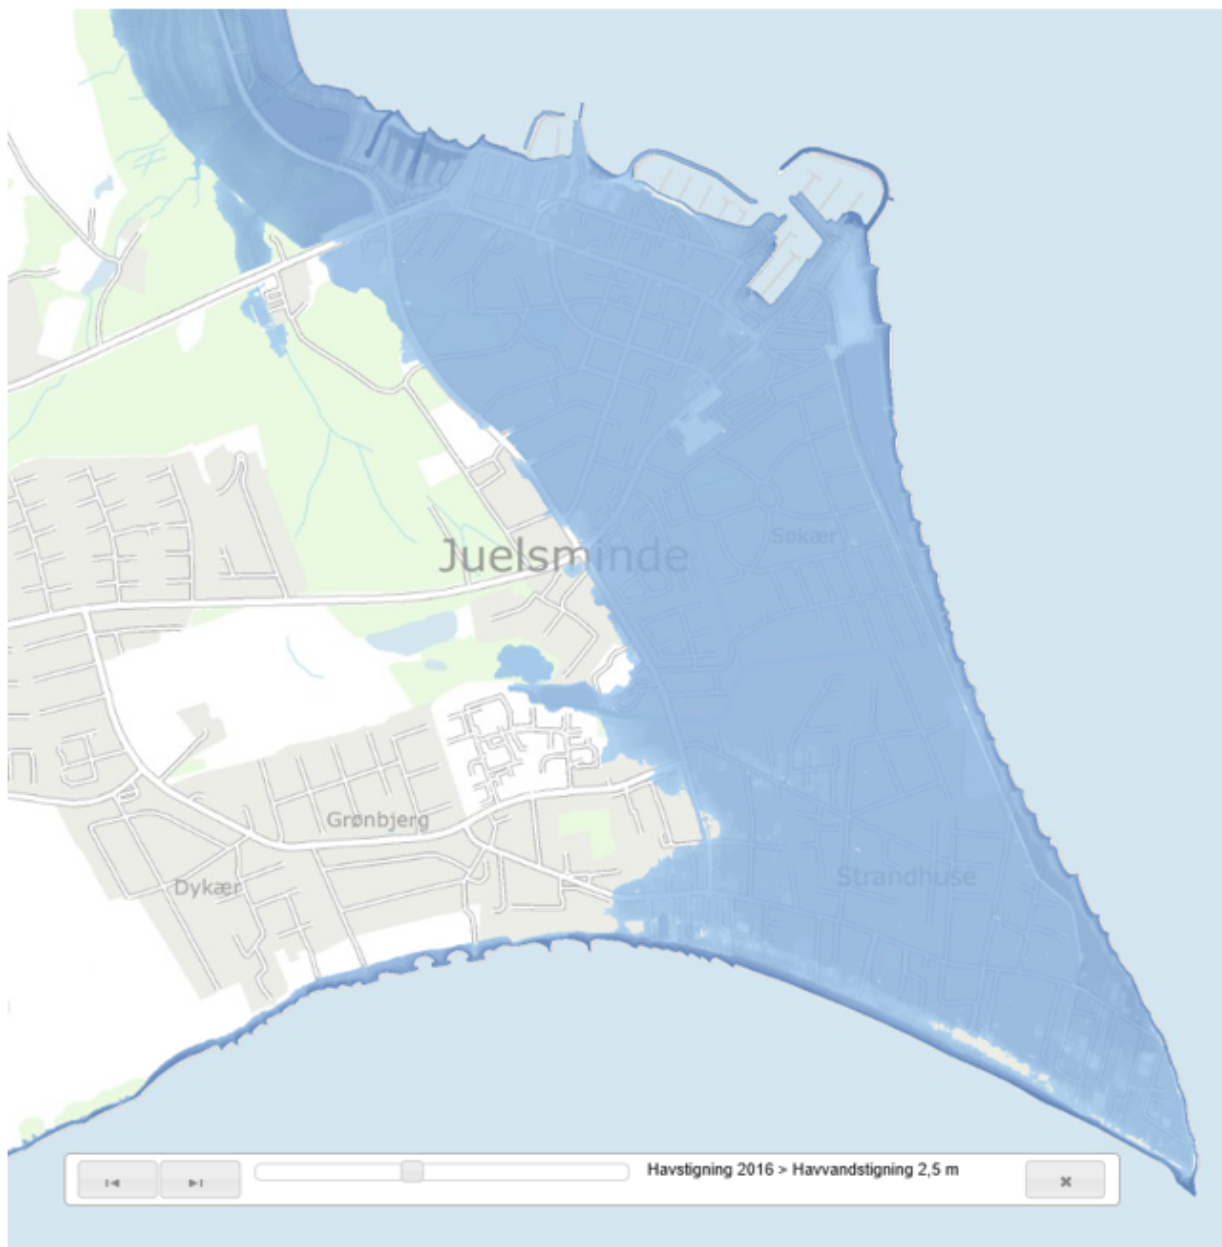 Juelsminde
Søkær
Grønbjerg
Strandhuse
Dykær
Havstigning 2016 > Havvandstigning 2,5 m